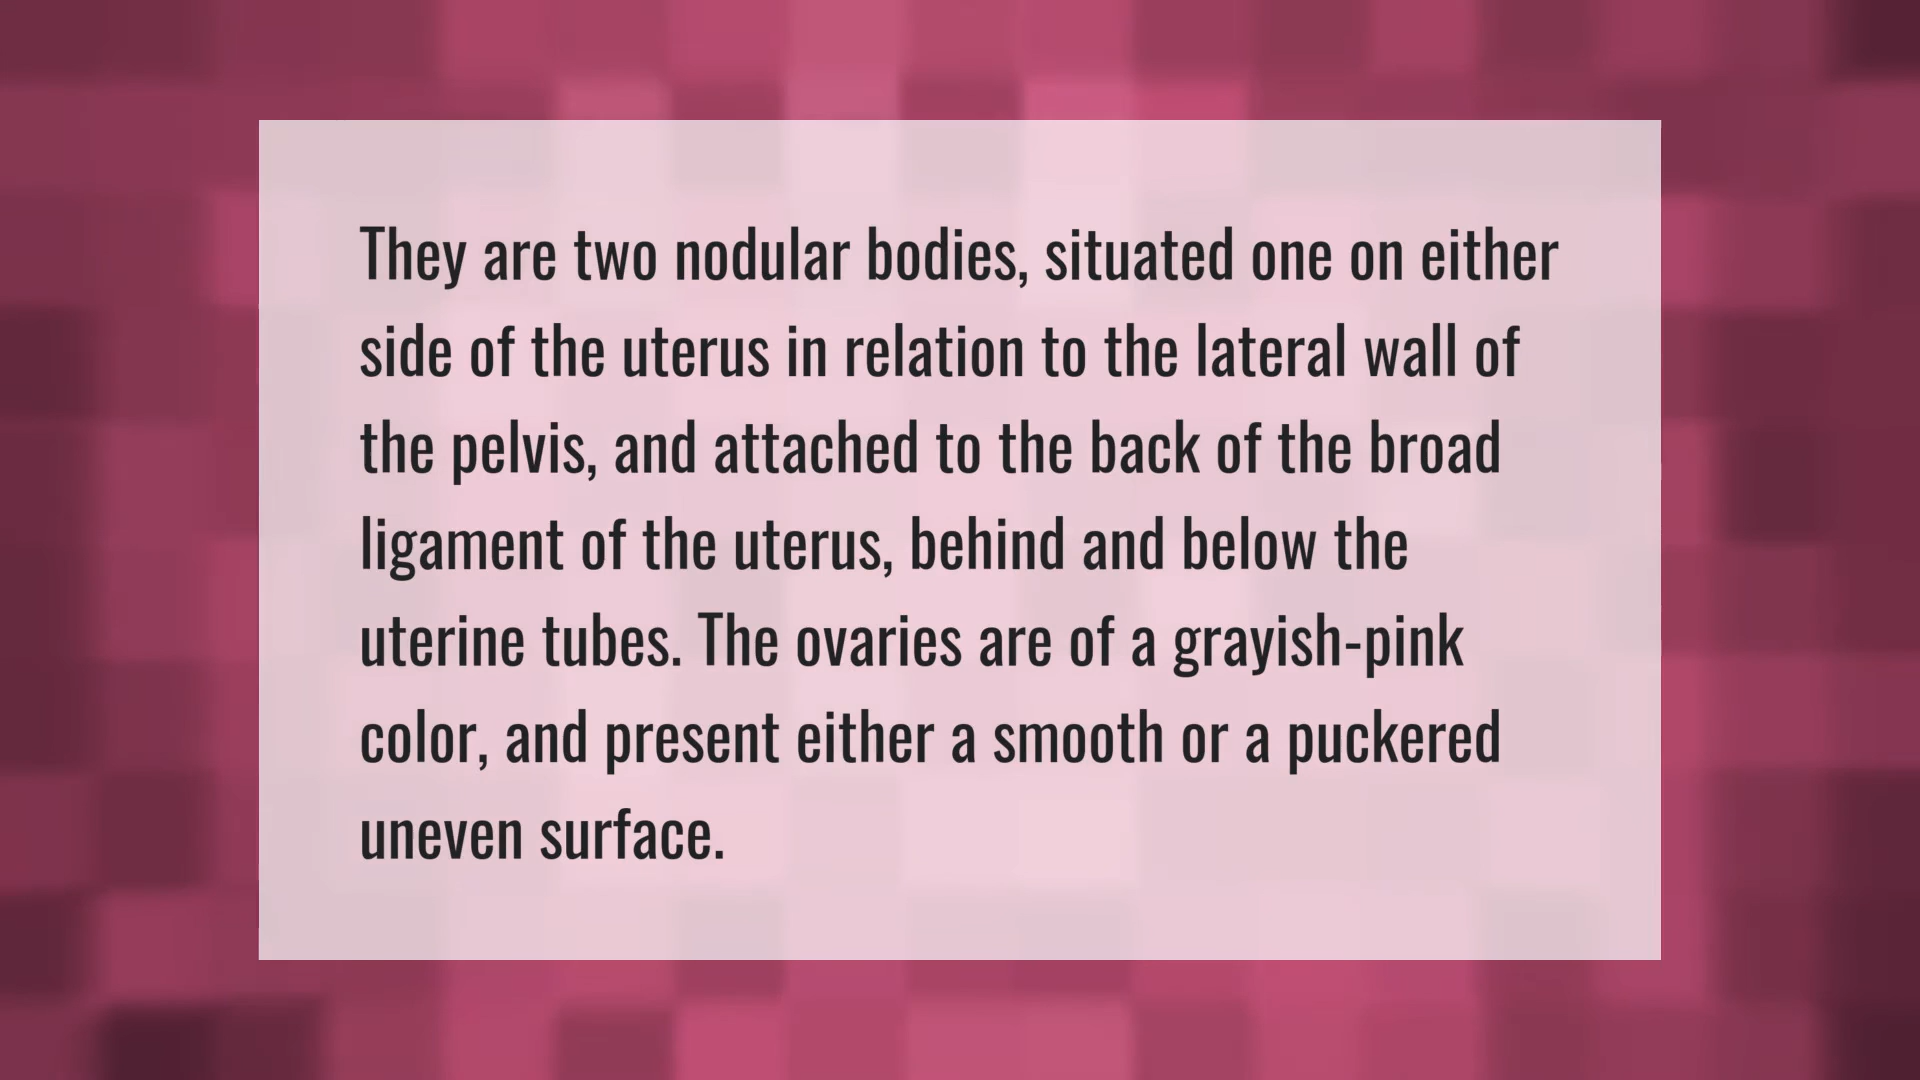 They are two nodular bodies, situated one on either
side of the uterus in relation to the lateral wall of
the pelvis, and attached to the back of the broad
ligament of the uterus, behind and below the
uterine tubes. The ovaries are of a grayish-pink
color, and present either a smooth or a puckered
uneven surface.